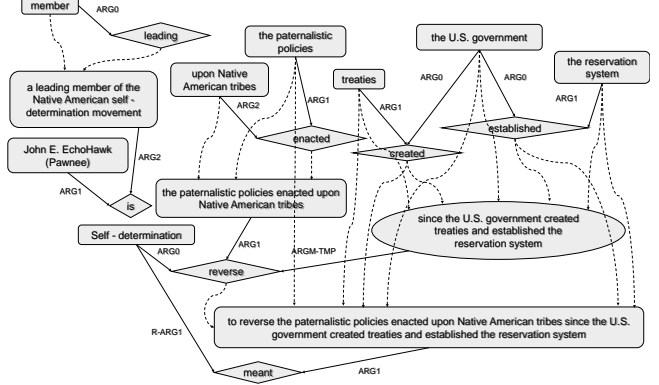 member
ARG0
leading
the paternalistic
policies
the U.S. government
upon Native
American tribes
treaties
the reservation
system
a leading member of the
Native American self -
determination movement
ARG2
ARG1
ARG1
ARG0
ARG0
ARG1
enacted
created
established
John E. EchoHawk
(Pawnee)
ARG2
ARG1
is
the paternalistic policies enacted upon
Native American tribes
since the U.S. government created
treaties and established the
reservation system
Self - determination
ARG0
ARG1
ARGM-TMP
reverse
R-ARG1
to reverse the paternalistic policies enacted upon Native American tribes since the U.S.
government created treaties and established the reservation system
meant
ARG1